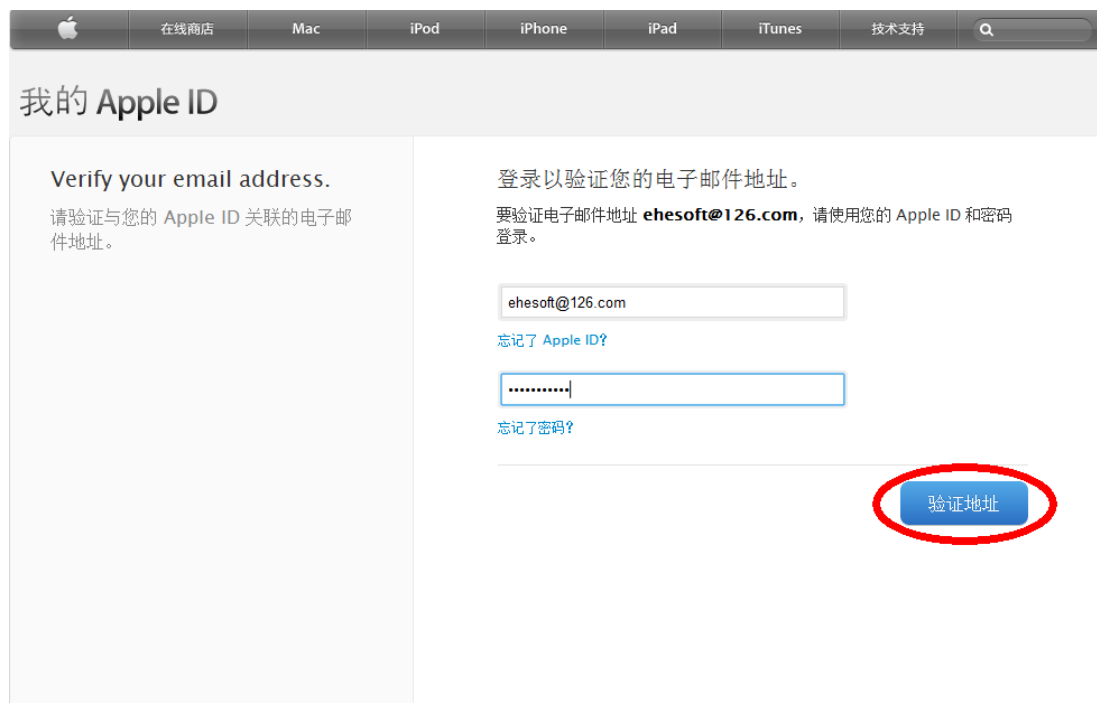 在线商店 Mac iPod iPhone iPad iTunes 技术支持
我的 Apple ID
Verify your email address.
请验证与您的 Apple ID 关联的电子邮
件地址。
登录以验证您的电子邮件地址。
要验证电子邮件地址 ehesoft@126.com，请使用您的 Apple ID 和密码
登录。
ehesoft@126.com
忘记了 Apple ID?
•••••••••••
忘记了密码?
验证地址